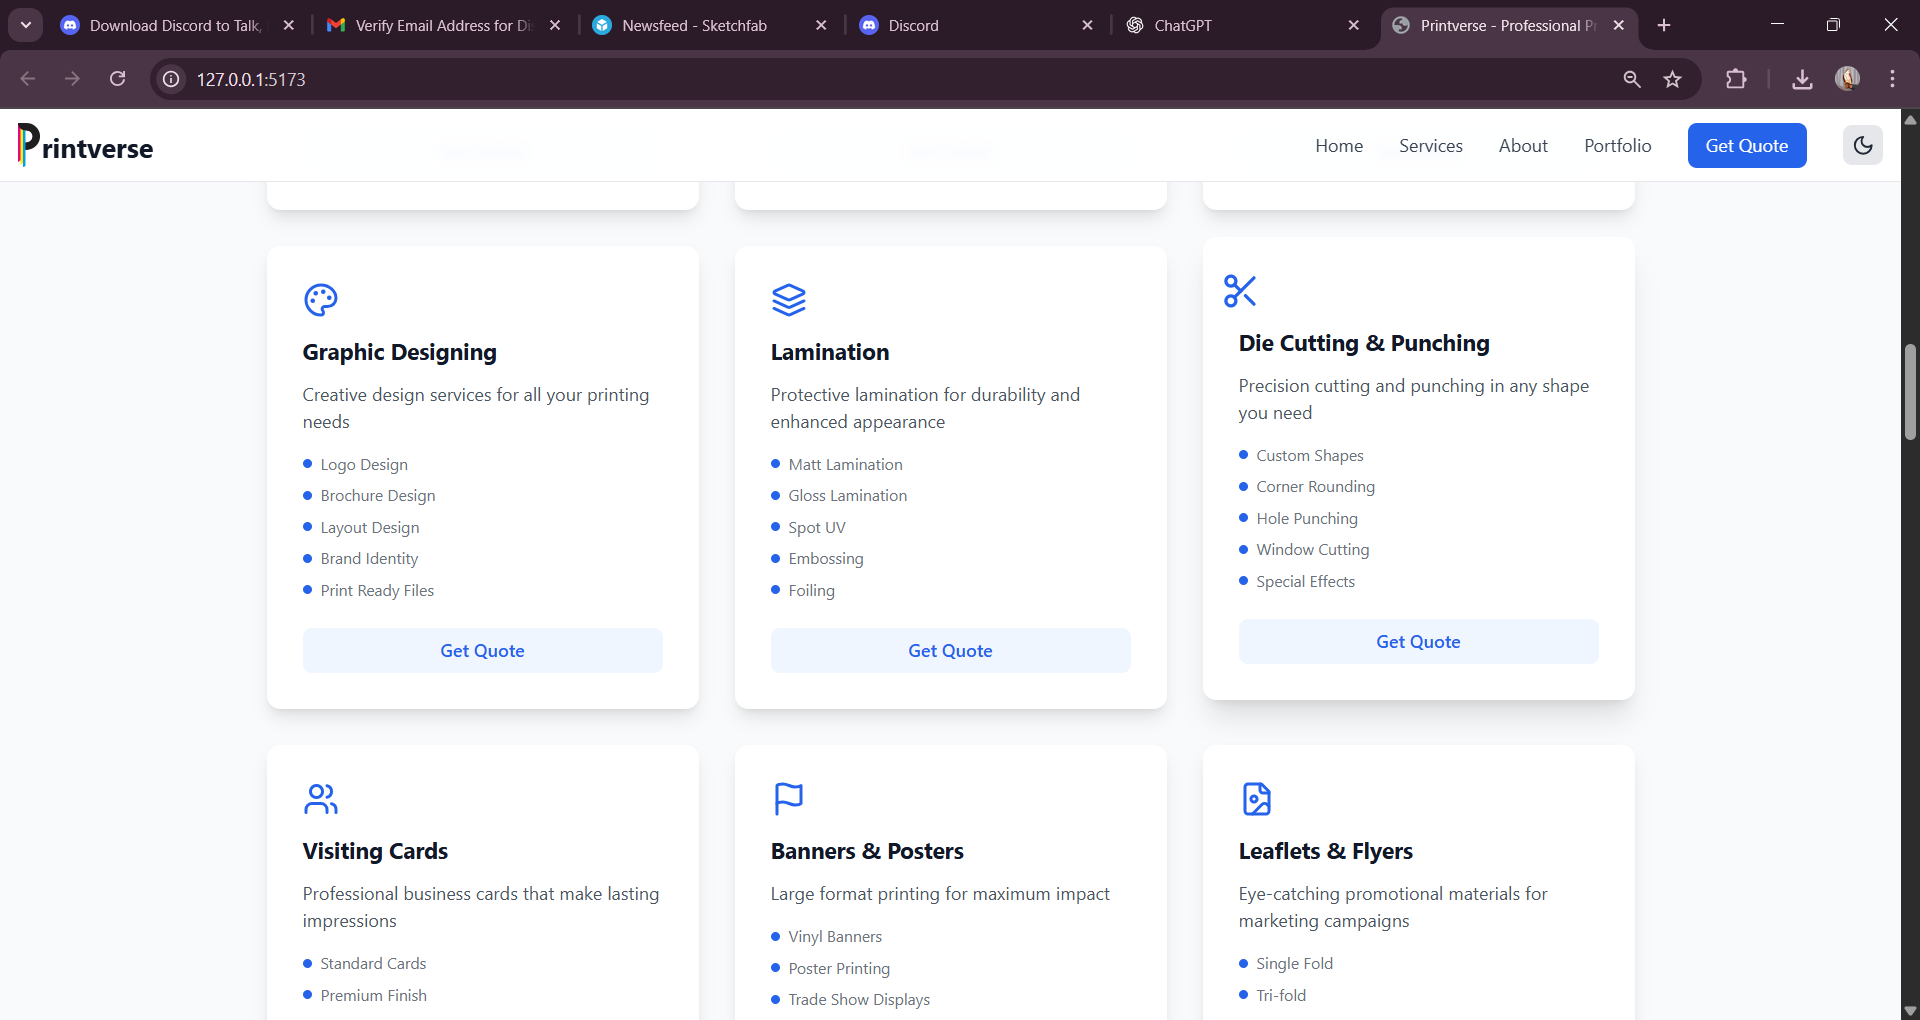 Download Discord to Talk,
Verify Email Address for Di
Newsfeed - Sketchfab
Discord
ChatGPT
Printverse - Professional Pr
127.0.0.1:5173
Printverse
Home
Services
About
Portfolio
Get Quote
Graphic Designing
Creative design services for all your printing
needs
Logo Design
Brochure Design
Layout Design
Brand Identity
Print Ready Files
Get Quote
Lamination
Protective lamination for durability and
enhanced appearance
Matt Lamination
Gloss Lamination
Spot UV
Embossing
Foiling
Get Quote
Die Cutting & Punching
Precision cutting and punching in any shape
you need
Custom Shapes
Corner Rounding
Hole Punching
Window Cutting
Special Effects
Get Quote
Visiting Cards
Professional business cards that make lasting
impressions
Standard Cards
Premium Finish
Banners & Posters
Large format printing for maximum impact
Vinyl Banners
Poster Printing
Trade Show Displays
Leaflets & Flyers
Eye-catching promotional materials for
marketing campaigns
Single Fold
Tri-fold